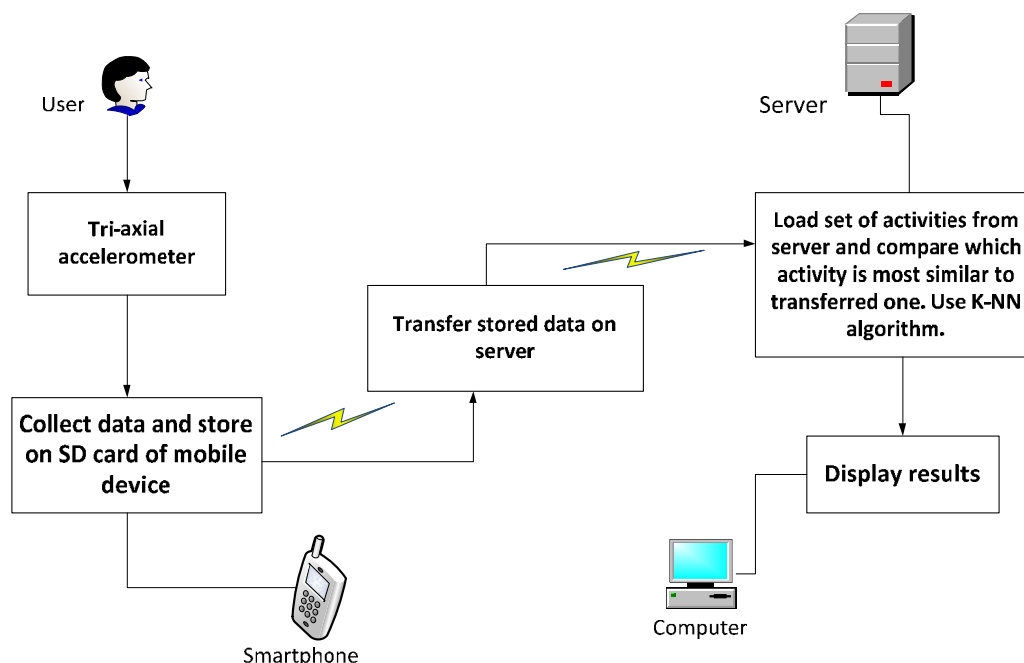 User
Tri-axial
accelerometer
Collect data and store
on SD card of mobile
device
Smartphone
Transfer stored data on
server
Server
Load set of activities from
server and compare which
activity is most similar to
transferred one. Use K-NN
algorithm.
Display results
Computer